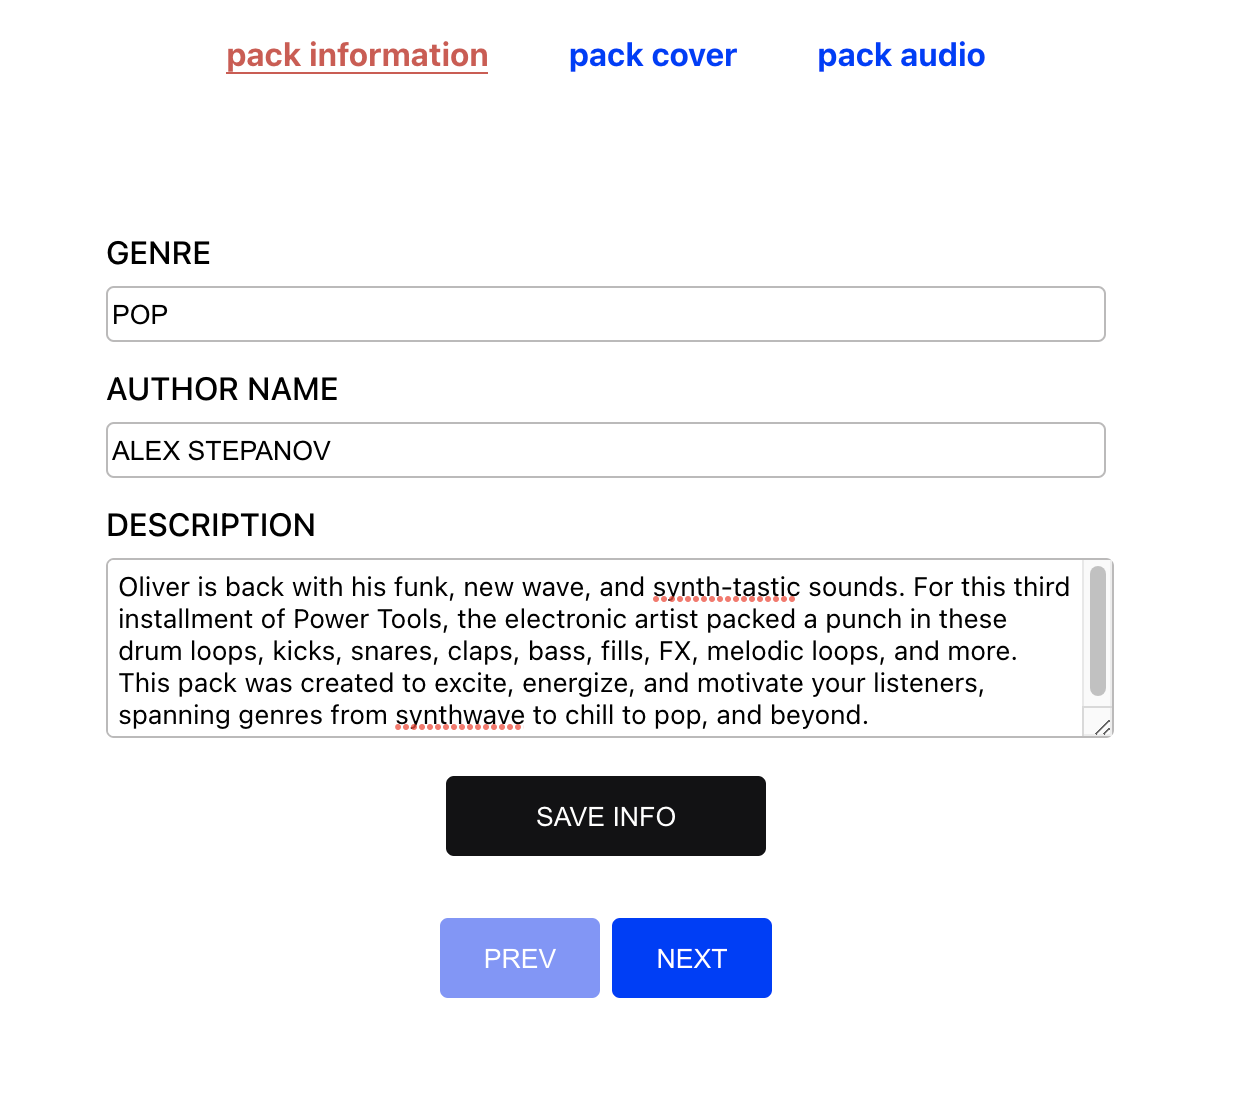 pack information pack cover pack audio
GENRE
POP
AUTHOR NAME
ALEX STEPANOV
DESCRIPTION
Oliver is back with his funk, new wave, and synth-tastic sounds. For this third
installment of Power Tools, the electronic artist packed a punch in these
drum loops, kicks, snares, claps, bass, fills, FX, melodic loops, and more.
This pack was created to excite, energize, and motivate your listeners,
spanning genres from synthwave to chill to pop, and beyond.
SAVE INFO
PREV NEXT